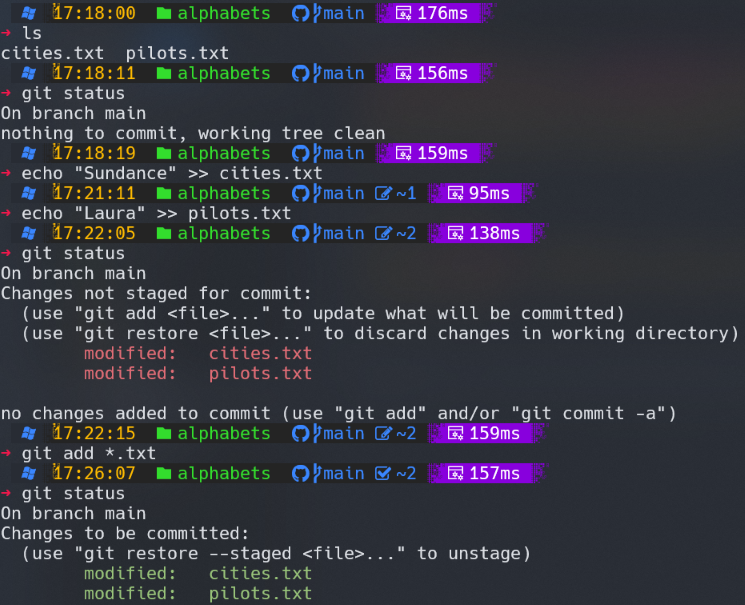 17:18:00 alphabets main 176ms
→ ls
cities.txt  pilots.txt
17:18:11 alphabets main 156ms
→ git status
On branch main
nothing to commit, working tree clean
17:18:19 alphabets main 159ms
→ echo "Sundance" >> cities.txt
17:21:11 alphabets main ~1 95ms
→ echo "Laura" >> pilots.txt
17:22:05 alphabets main ~2 138ms
→ git status
On branch main
Changes not staged for commit:
  (use "git add <file>..." to update what will be committed)
  (use "git restore <file>..." to discard changes in working directory)
        modified:   cities.txt
        modified:   pilots.txt

no changes added to commit (use "git add" and/or "git commit -a")
17:22:15 alphabets main ~2 159ms
→ git add *.txt
17:26:07 alphabets main ~2 157ms
→ git status
On branch main
Changes to be committed:
  (use "git restore --staged <file>..." to unstage)
        modified:   cities.txt
        modified:   pilots.txt